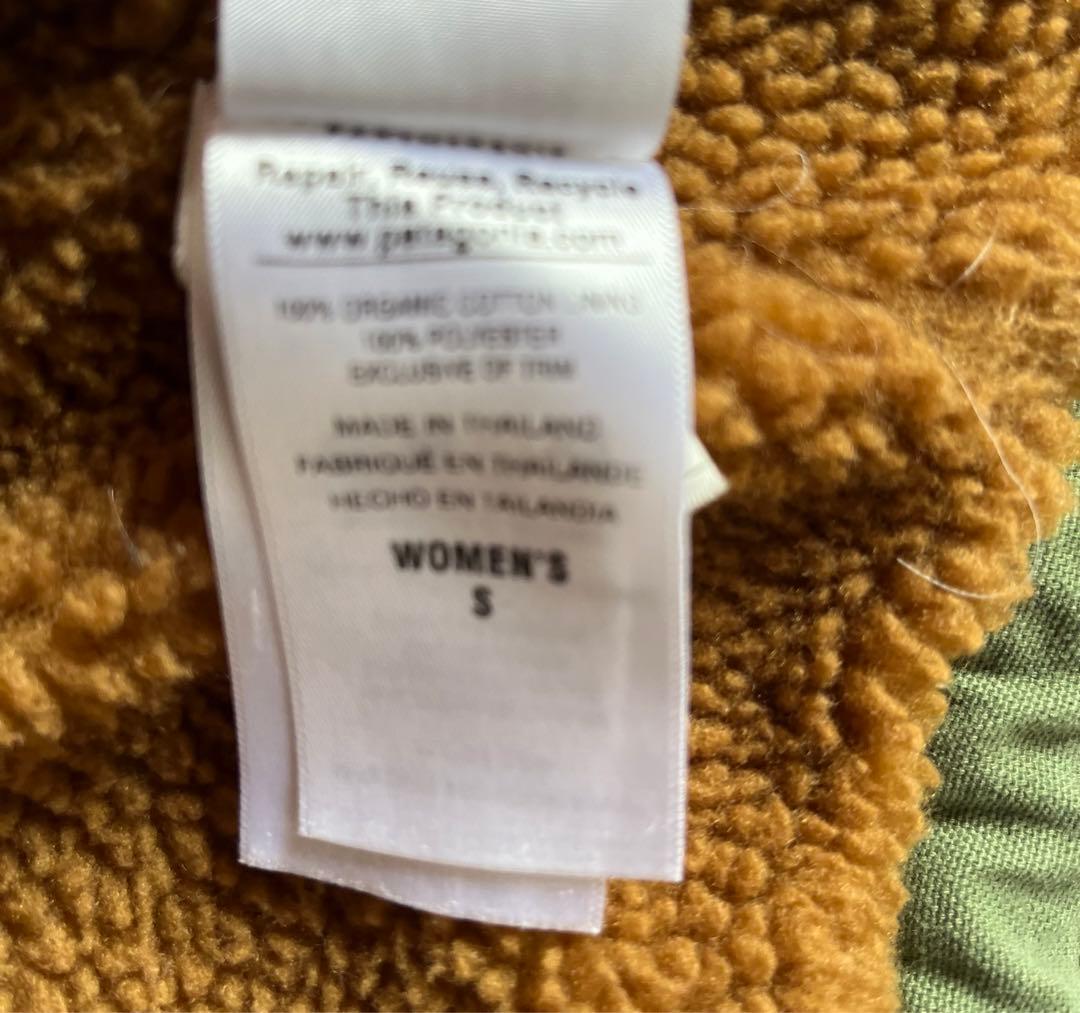 Repair, Reuse, Recycle
This Product
www.patagonia.com
100% ORGANIC COTTON LINING
100% POLYESTER
EXCLUSIVE OF TRIM
MADE IN THAILAND
FABRIQUÉ EN THAÏLANDE
HECHO EN TAILANDIA
WOMEN'S
S